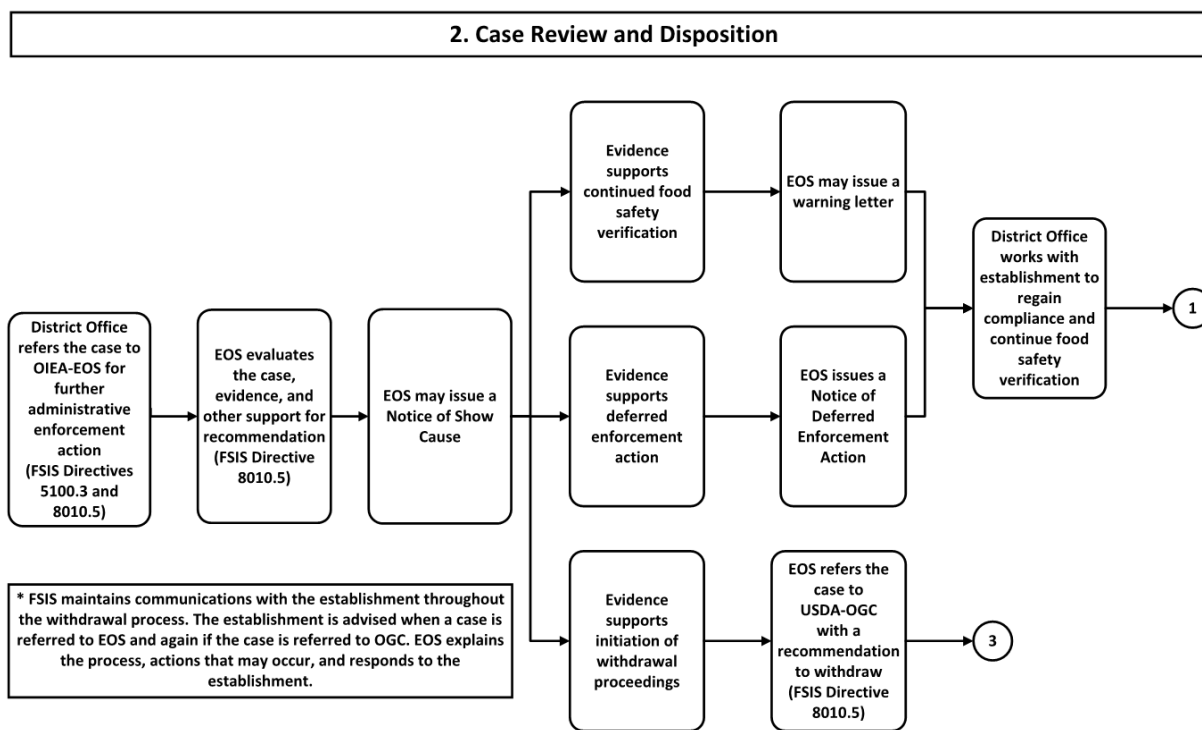 2. Case Review and Disposition
District Office
refers the case to
OIEA-EOS for
further
administrative
enforcement
action
(FSIS Directives
5100.3 and
8010.5)
EOS evaluates
the case,
evidence, and
other support for
recommendation
(FSIS Directive
8010.5)
EOS may issue a
Notice of Show
Cause
Evidence
supports
continued food
safety
verification
EOS may issue a
warning letter
Evidence
supports
deferred
enforcement
action
EOS issues a
Notice of
Deferred
Enforcement
Action
District Office
works with
establishment to
regain
compliance and
continue food
safety
verification
1
Evidence
supports
initiation of
withdrawal
proceedings
EOS refers the
case to
USDA-OGC
with a
recommendation
to withdraw
(FSIS Directive
8010.5)
3
* FSIS maintains communications with the establishment throughout
the withdrawal process. The establishment is advised when a case is
referred to EOS and again if the case is referred to OGC. EOS explains
the process, actions that may occur, and responds to the
establishment.